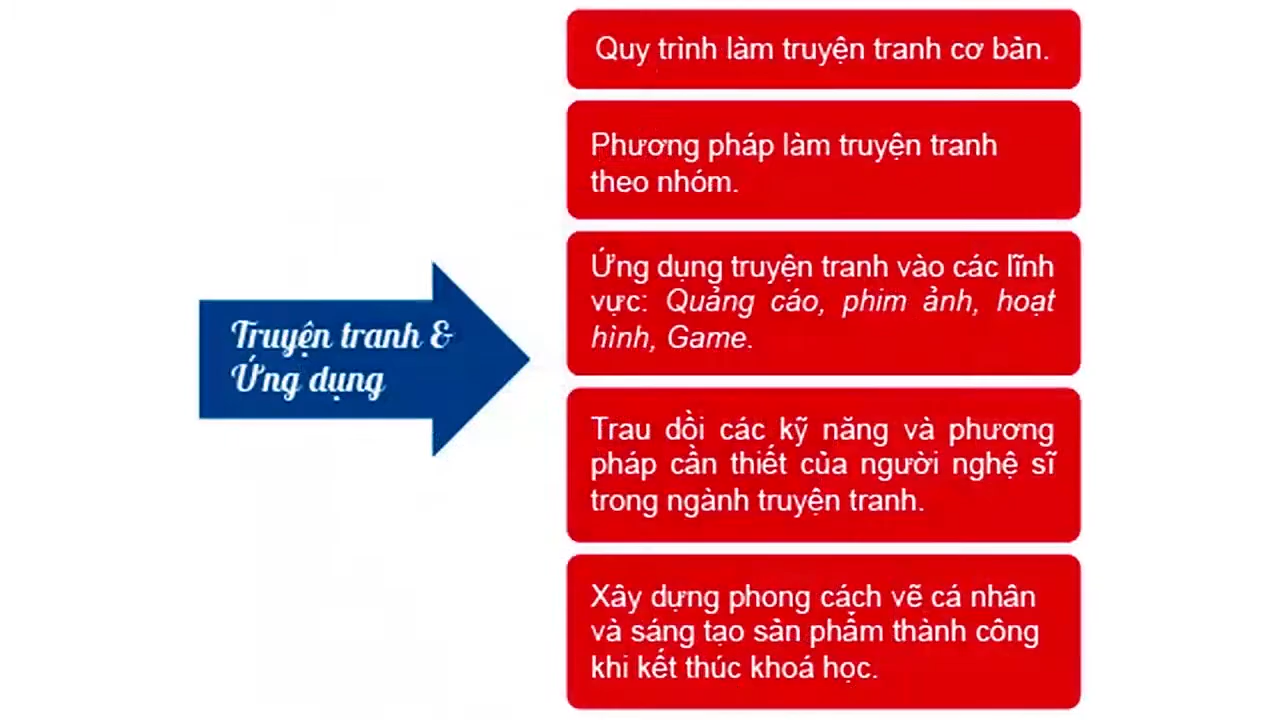 Quy trình làm truyện tranh cơ bản.
Phương pháp làm truyện tranh
theo nhóm.
Ứng dụng truyện tranh vào các lĩnh
vực: Quảng cáo, phim ảnh, hoạt
hình, Game.
Truyện tranh &
Ứng dụng
Trau dồi các kỹ năng và phương
pháp cần thiết của người nghệ sĩ
trong ngành truyện tranh.
Xây dựng phong cách vẽ cá nhân
và sáng tạo sản phẩm thành công
khi kết thúc khoá học.